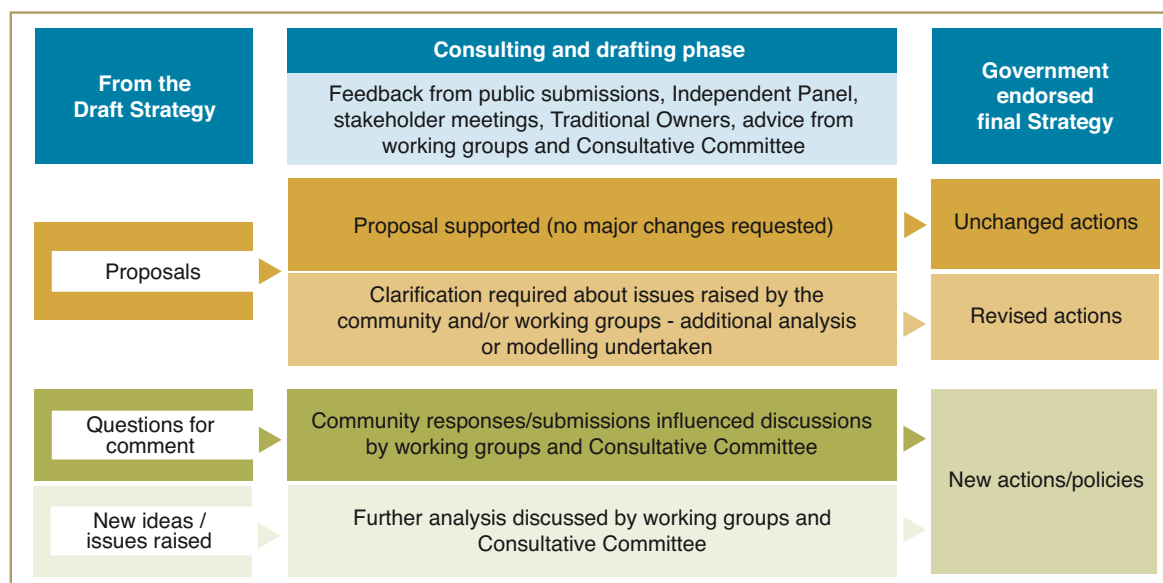 From the
Draft Strategy
Consulting and drafting phase
Feedback from public submissions, Independent Panel,
stakeholder meetings, Traditional Owners, advice from
working groups and Consultative Committee
Government
endorsed
final Strategy
Proposals
Proposal supported (no major changes requested)
Unchanged actions
Clarification required about issues raised by the
community and/or working groups - additional analysis
or modelling undertaken
Revised actions
Questions for
comment
Community responses/submissions influenced discussions
by working groups and Consultative Committee
New actions/policies
New ideas /
issues raised
Further analysis discussed by working groups and
Consultative Committee